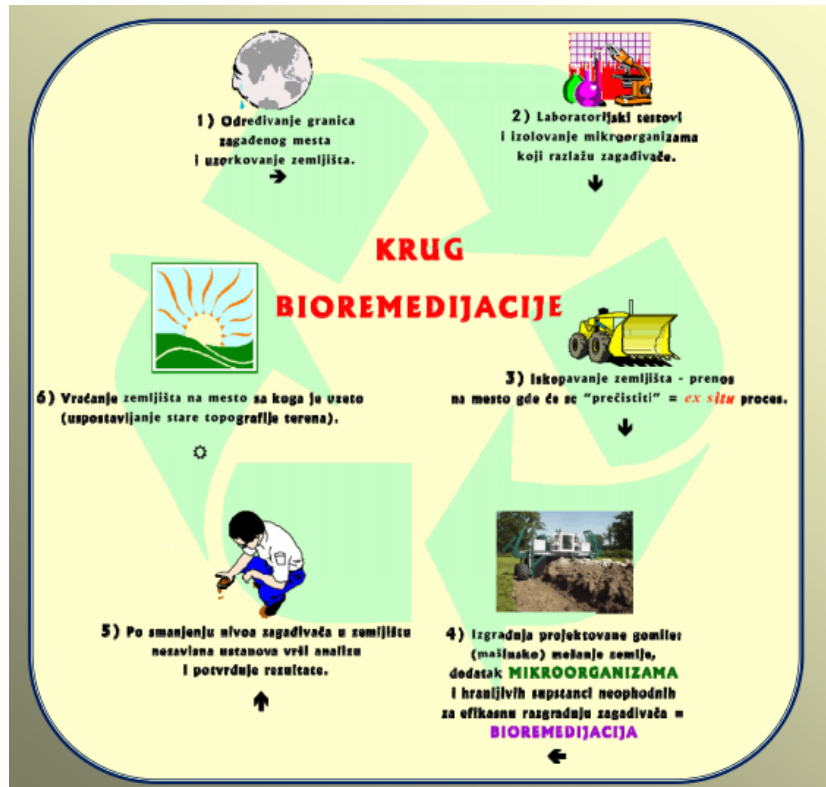 1) Određivanje granica
zagađenog mesta
i uzorkovanje zemljišta.
2) Laboratorijski testovi
i izolovanje mikroorganizama
koji razlažu zagađivače.
KRUG
BIOREMEDIJACIJE
3) Iskopavanje zemljišta - prenos
na mesto gde će se "prečistiti" = ex situ proces.
4) Izgradnja projektovane gomile:
(mašinsko) mešanje zemlje,
dodatak MIKROORGANIZAMA
i hranljivih supstanci neophodnih
za efikasnu razgradnju zagađivača =
BIOREMEDIJACIJA
5) Po smanjenju nivoa zagađivača u zemljištu
nezavisna ustanova vrši analizu
i potvrđuje rezultate.
6) Vraćanje zemljišta na mesto sa koga je uzeto
(uspostavljanje stare topografije terena).